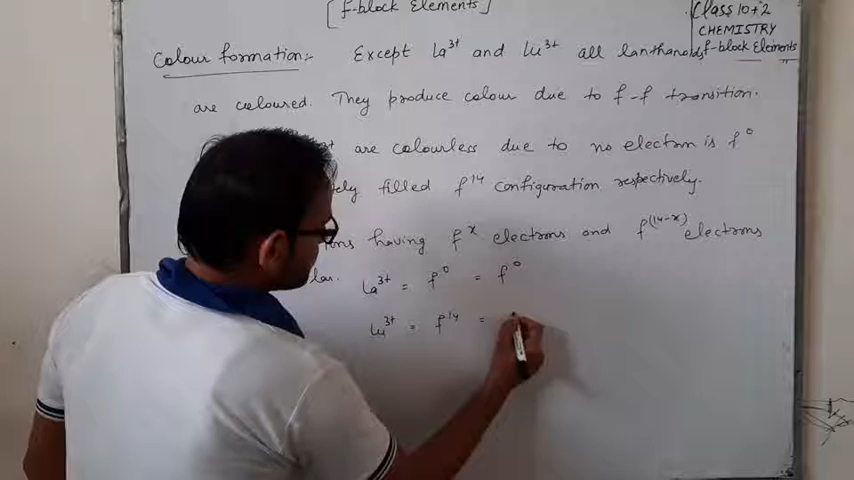 [f-block Elements]
Class 10+2
CHEMISTRY
f-block Elements
Colour formation:- Except La³⁺ and Lu³⁺ all lanthanoids
are coloured. They produce colour due to f-f transition.
3+ are colourless due to no electron is f⁰
filled f¹⁴ configuration respectively.
having fˣ electrons and f⁽¹⁴⁻ˣ⁾ electrons
La³⁺ = f⁰ = f⁰
Lu³⁺ = f¹⁴ =